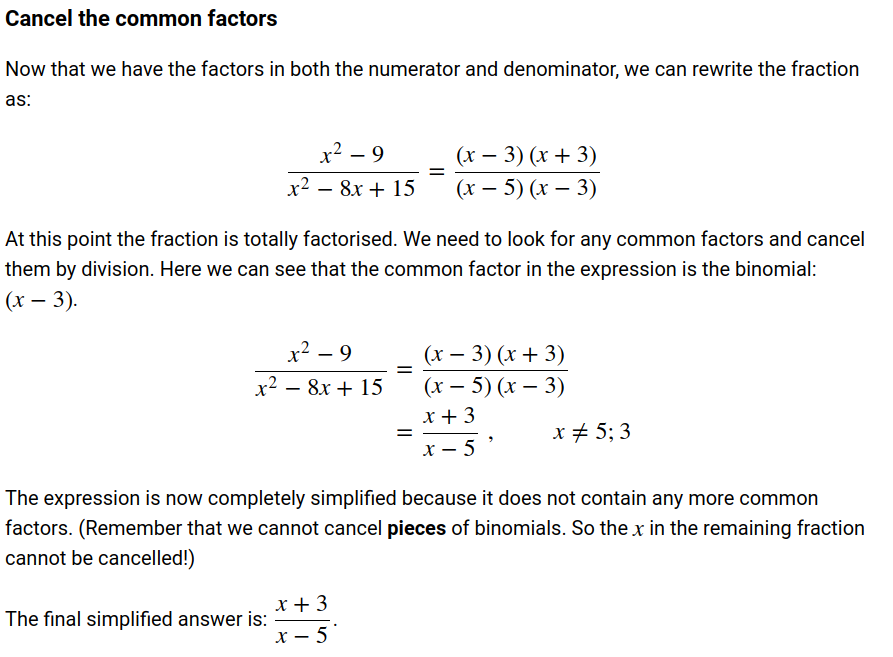 Cancel the common factors
Now that we have the factors in both the numerator and denominator, we can rewrite the fraction
as:
\frac{x^2 − 9}{x^2 − 8x + 15} = \frac{(x − 3)(x + 3)}{(x − 5)(x − 3)}
At this point the fraction is totally factorised. We need to look for any common factors and cancel
them by division. Here we can see that the common factor in the expression is the binomial:
(x − 3).
\frac{x^2 − 9}{x^2 − 8x + 15} = \frac{(x − 3)(x + 3)}{(x − 5)(x − 3)}
= \frac{x + 3}{x − 5} , x ≠ 5; 3
The expression is now completely simplified because it does not contain any more common
factors. (Remember that we cannot cancel pieces of binomials. So the x in the remaining fraction
cannot be cancelled!)
The final simplified answer is: \frac{x + 3}{x − 5}.